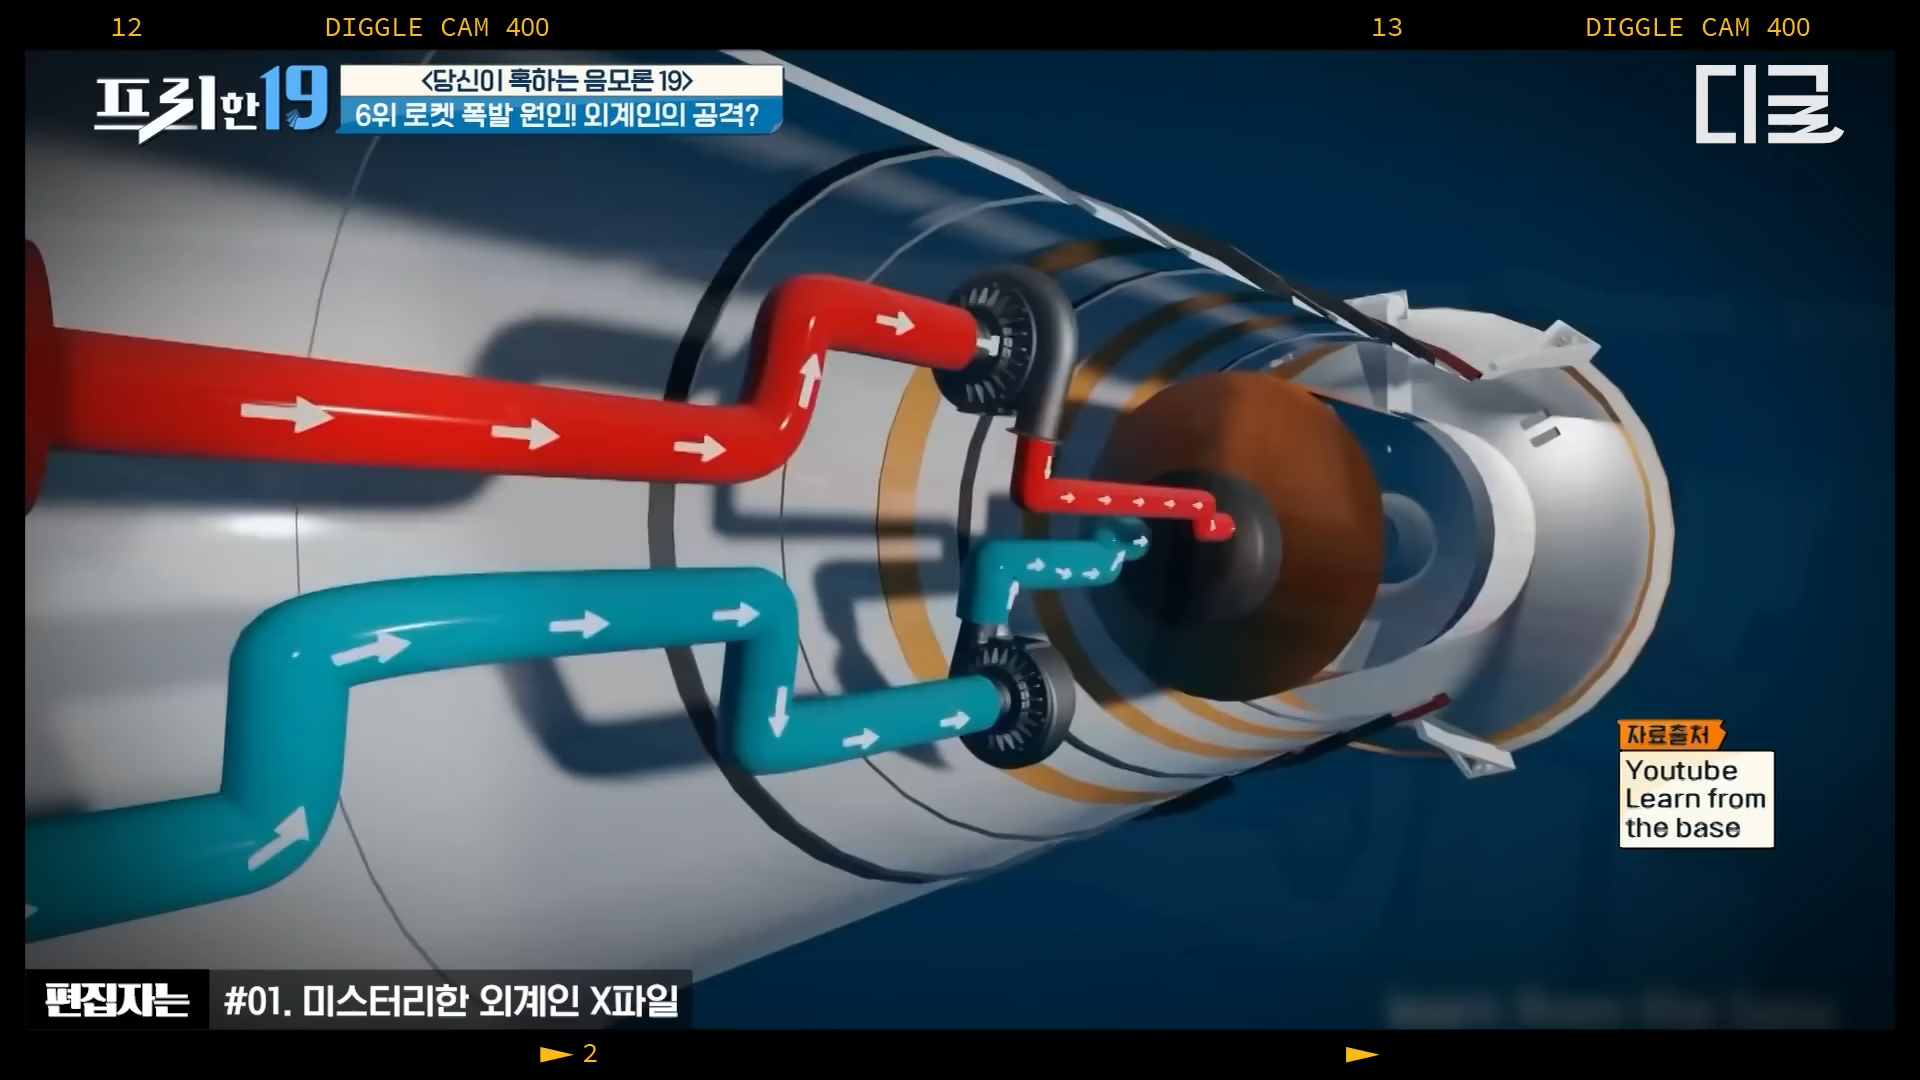 12
DIGGLE CAM 400
13
DIGGLE CAM 400
프리한19
<당신이 혹하는 음모론 19>
6위 로켓 폭발 원인! 외계인의 공격?
디글
자료출처
Youtube
Learn from
the base
편집자는
#01. 미스터리한 외계인 X파일
2